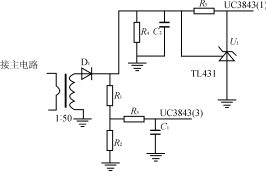 R₅ UC3843(1)
R₄ C₂ U₁
接主电路 D₁ TL431
R₁
1:50 R₃ UC3843(3)
R₂ C₁